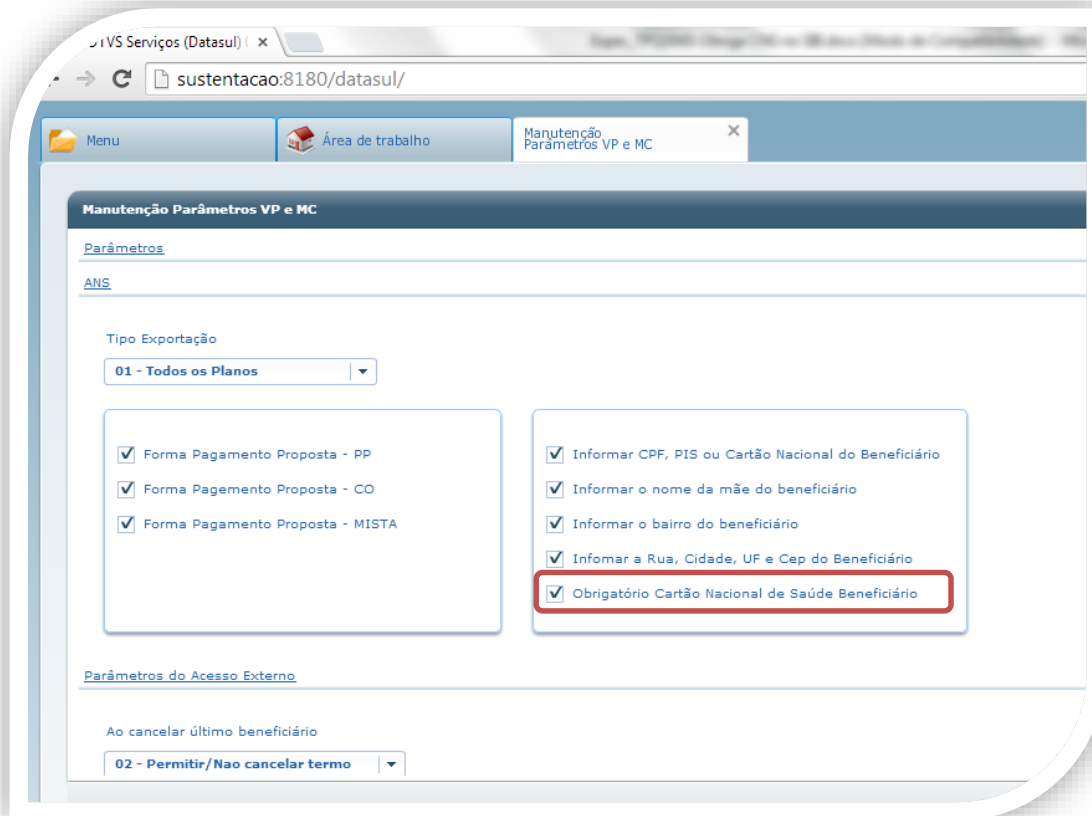 TVS Serviços (Datasul)
sustentacao:8180/datasul/
Menu
Área de trabalho
Manutenção
Parâmetros VP e MC
Manutenção Parâmetros VP e MC
Parâmetros
ANS
Tipo Exportação
01 - Todos os Planos
Forma Pagamento Proposta - PP
Forma Pagemento Proposta - CO
Forma Pagamento Proposta - MISTA
Informar CPF, PIS ou Cartão Nacional do Beneficiário
Informar o nome da mãe do beneficiário
Informar o bairro do beneficiário
Infomar a Rua, Cidade, UF e Cep do Beneficiário
Obrigatório Cartão Nacional de Saúde Beneficiário
Parâmetros do Acesso Externo
Ao cancelar último beneficiário
02 - Permitir/Nao cancelar termo